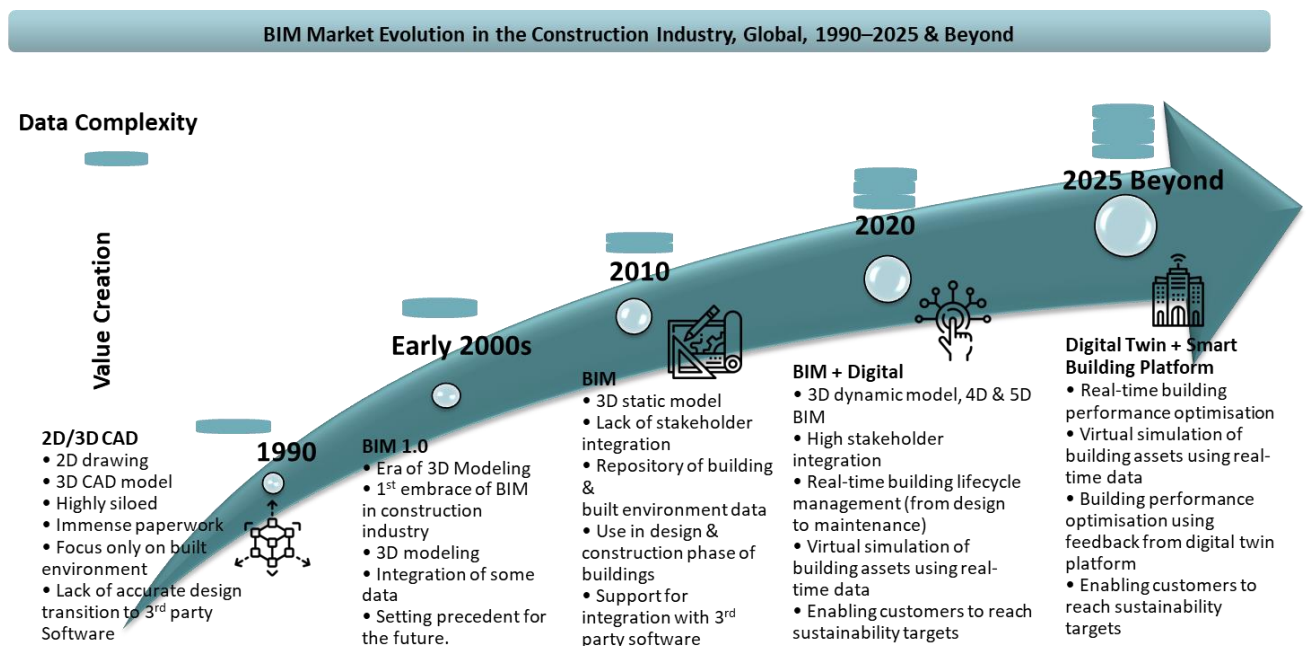 BIM Market Evolution in the Construction Industry, Global, 1990–2025 & Beyond
Data Complexity
Value Creation
1990
2D/3D CAD
• 2D drawing
• 3D CAD model
• Highly siloed
• Immense paperwork
• Focus only on built
environment
• Lack of accurate design
transition to 3rd party
Software
Early 2000s
BIM 1.0
• Era of 3D Modeling
• 1st embrace of BIM
in construction
industry
• 3D modeling
• Integration of some
data
• Setting precedent for
the future.
2010
BIM
• 3D static model
• Lack of stakeholder
integration
• Repository of building
&
built environment data
• Use in design &
construction phase of
buildings
• Support for
integration with 3rd
party software
2020
BIM + Digital
• 3D dynamic model, 4D & 5D
BIM
• High stakeholder
integration
• Real-time building lifecycle
management (from design
to maintenance)
• Virtual simulation of
building assets using real-
time data
• Enabling customers to reach
sustainability targets
2025 Beyond
Digital Twin + Smart
Building Platform
• Real-time building
performance optimisation
• Virtual simulation of
building assets using real-
time data
• Building performance
optimisation using
feedback from digital twin
platform
• Enabling customers to
reach sustainability
targets